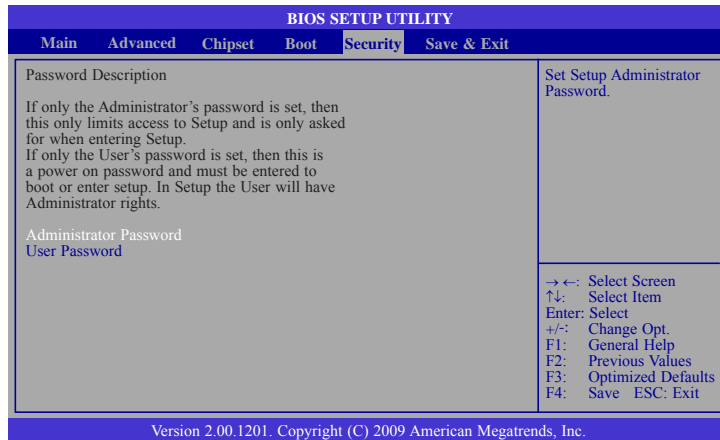 BIOS SETUP UTILITY
Main Advanced Chipset Boot Security Save & Exit
Password Description
If only the Administrator's password is set, then
this only limits access to Setup and is only asked
for when entering Setup.
If only the User's password is set, then this is
a power on password and must be entered to
boot or enter setup. In Setup the User will have
Administrator rights.
Administrator Password
User Password
Set Setup Administrator
Password.
→ ←: Select Screen
↑↓: Select Item
Enter: Select
+/-: Change Opt.
F1: General Help
F2: Previous Values
F3: Optimized Defaults
F4: Save ESC: Exit
Version 2.00.1201. Copyright (C) 2009 American Megatrends, Inc.